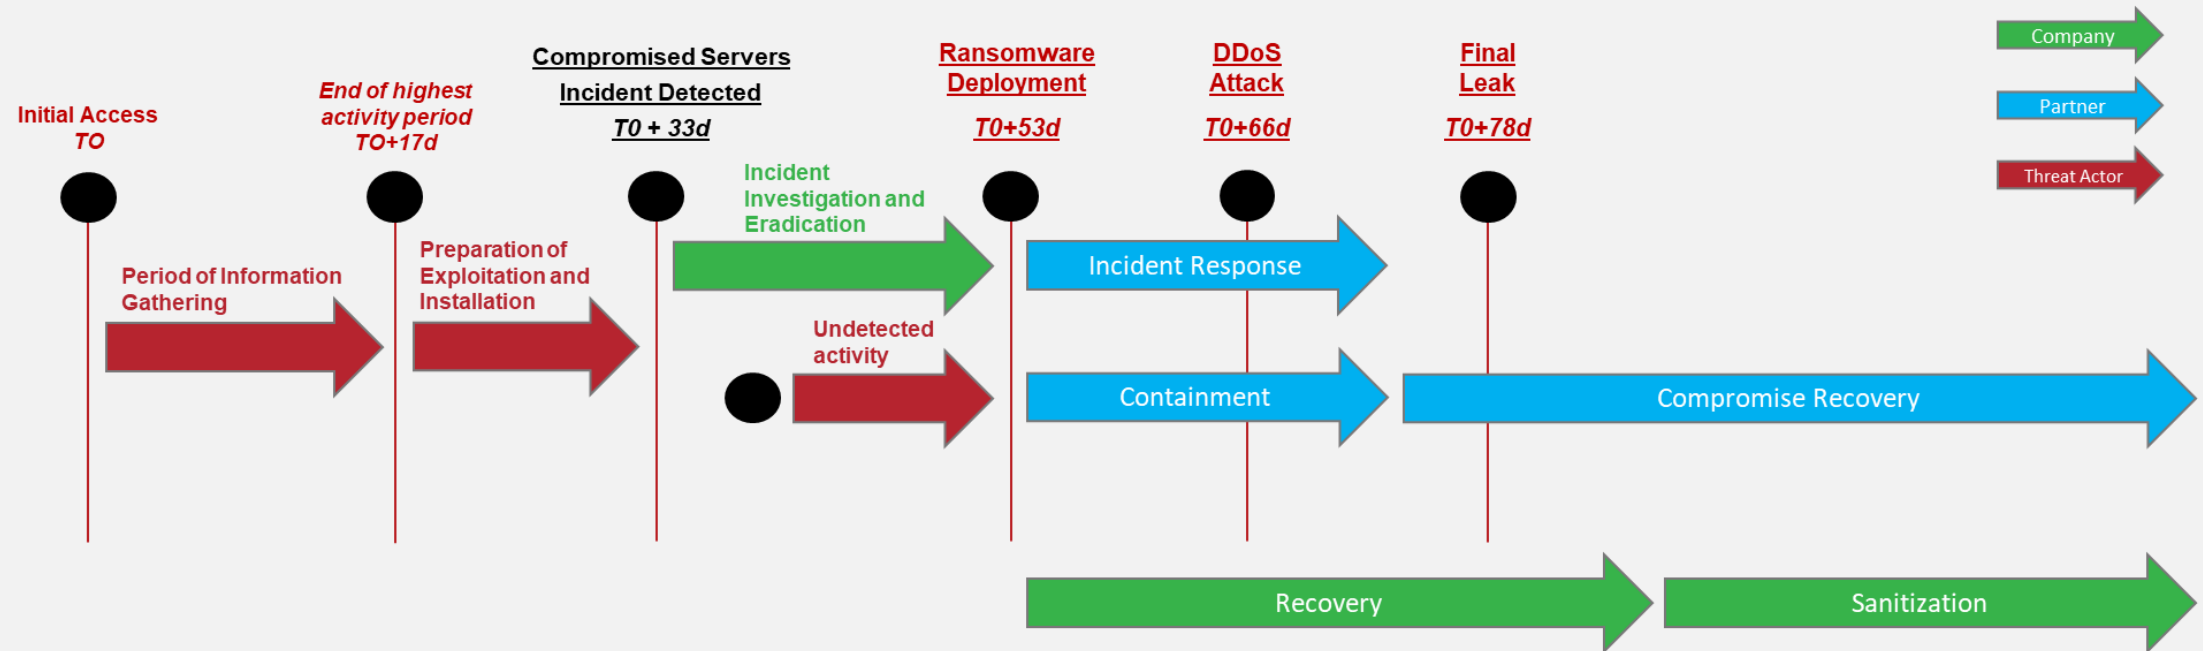 Initial Access
TO
End of highest
activity period
TO+17d
Compromised Servers
Incident Detected
T0 + 33d
Ransomware
Deployment
T0+53d
DDoS
Attack
T0+66d
Final
Leak
T0+78d
Company
Partner
Threat Actor
Period of Information
Gathering
Preparation of
Exploitation and
Installation
Incident
Investigation and
Eradication
Incident Response
Undetected
activity
Containment
Compromise Recovery
Recovery
Sanitization